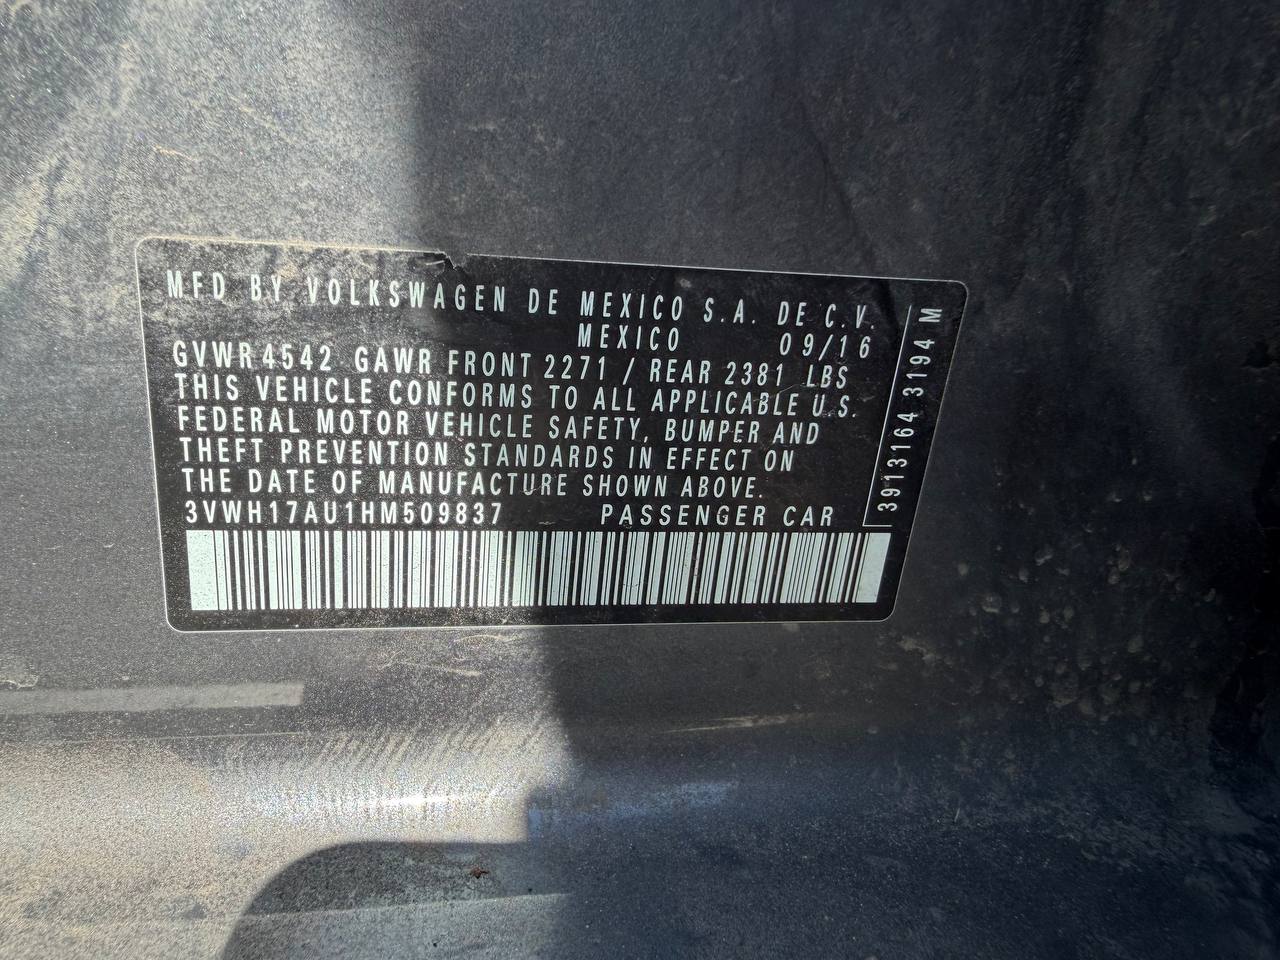 MFD BY VOLKSWAGEN DE MEXICO S.A. DE C.V.
MEXICO 09/16
GVWR 4542 GAWR FRONT 2271 / REAR 2381 LBS
THIS VEHICLE CONFORMS TO ALL APPLICABLE U.S.
FEDERAL MOTOR VEHICLE SAFETY, BUMPER AND
THEFT PREVENTION STANDARDS IN EFFECT ON
THE DATE OF MANUFACTURE SHOWN ABOVE.
3VWH17AU1HM509837 PASSENGER CAR
3913164 3194 M